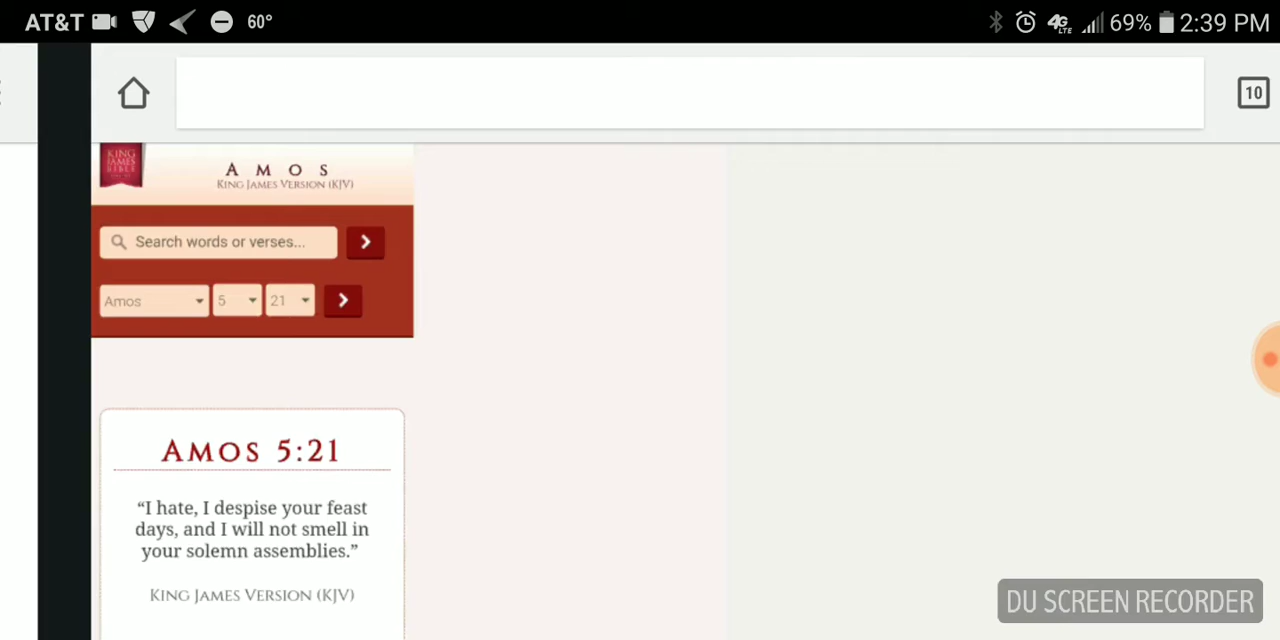 AT&T 60° 4G LTE 69% 2:39 PM
10
KING
JAMES
BIBLE
AMOS
KING JAMES VERSION (KJV)
Search words or verses...
Amos 5 21
AMOS 5:21
“I hate, I despise your feast
days, and I will not smell in
your solemn assemblies.”
KING JAMES VERSION (KJV)
DU SCREEN RECORDER